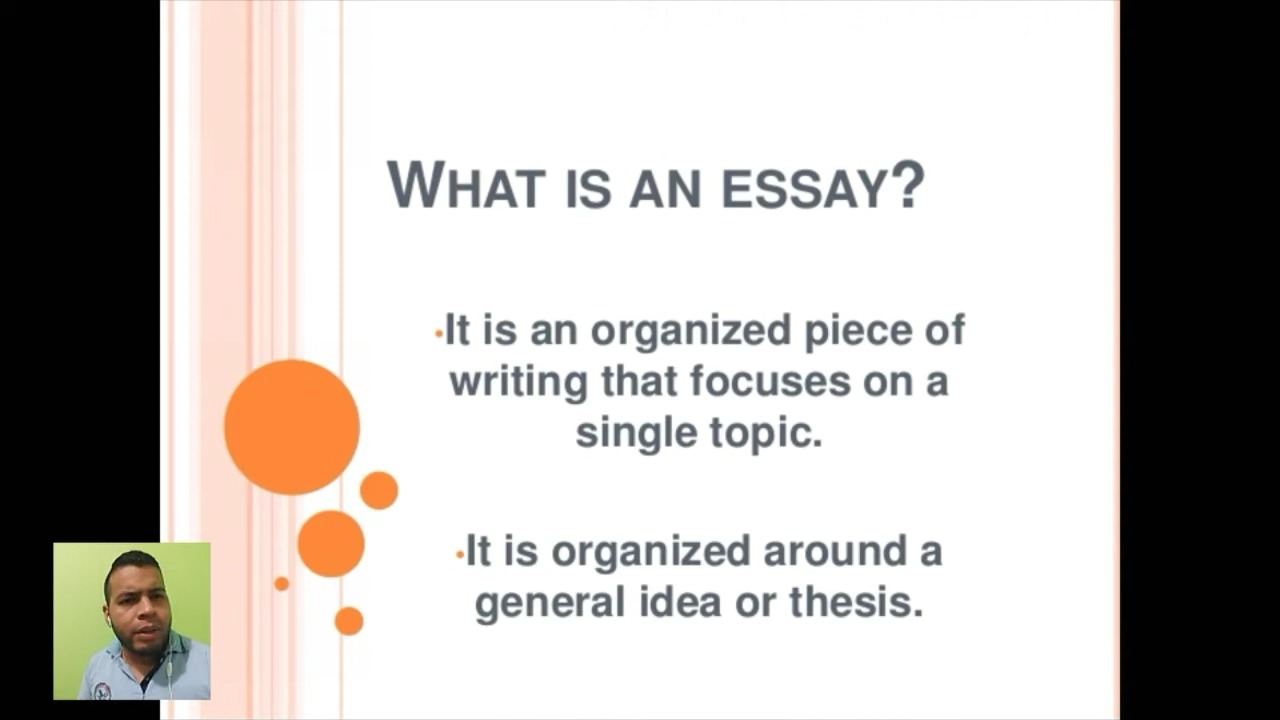 WHAT IS AN ESSAY?
•It is an organized piece of
writing that focuses on a
single topic.
•It is organized around a
general idea or thesis.